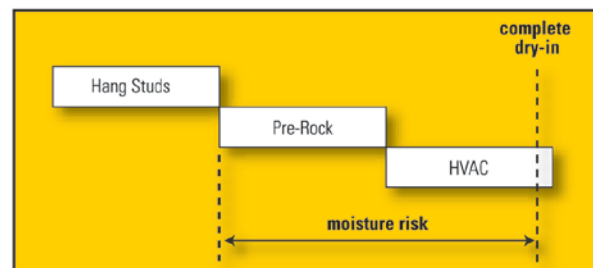 complete
dry-in
Hang Studs
Pre-Rock
HVAC
moisture risk